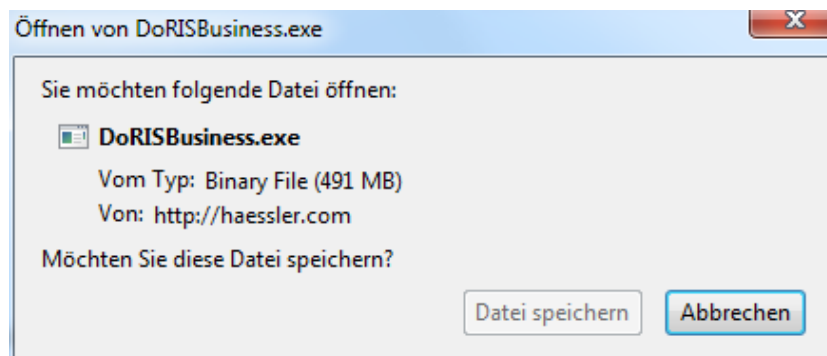 Öffnen von DoRISBusiness.exe
Sie möchten folgende Datei öffnen:
DoRISBusiness.exe
Vom Typ: Binary File (491 MB)
Von: http://haessler.com
Möchten Sie diese Datei speichern?
Datei speichern Abbrechen